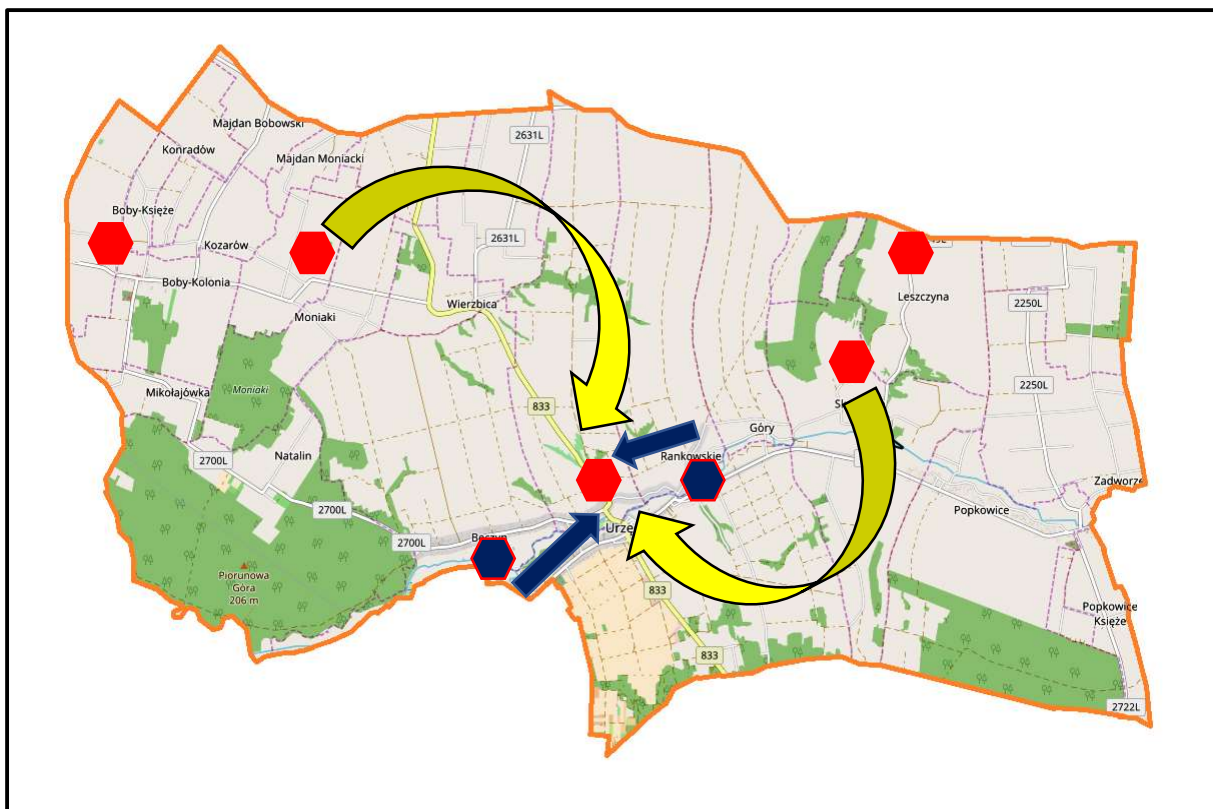 Majdan Bobowski
2631L
Konradów
Majdan Moniacki
Boby-Księże
Kozarów
2631L
Boby-Kolonia
Leszczyna
Wierzbica
2250L
Moniaki
Moniaki
2250L
Mikołajówka
833
Góry
Natalin
2700L
Rankowskie
Zadworze
2700L
Popkowice
2700L
Piorunowa
Góra
206 m
833
Popkowice
Księże
833
2722L